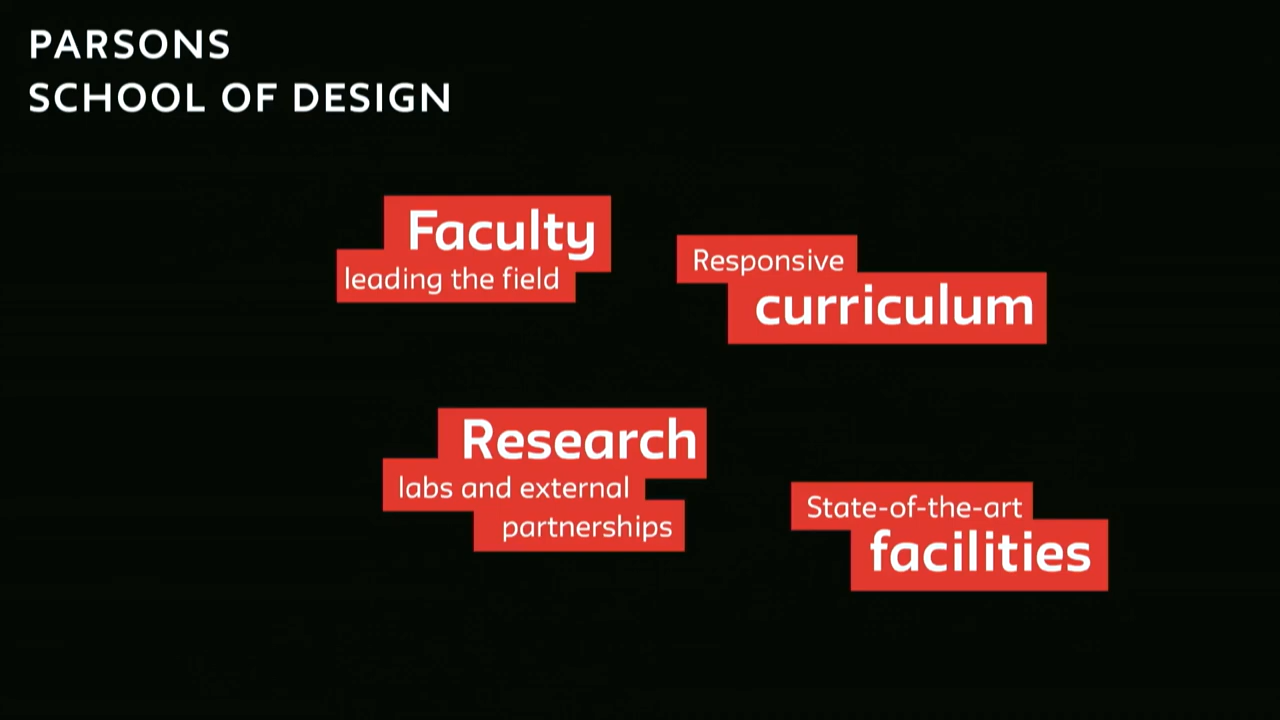 PARSONS
SCHOOL OF DESIGN
Faculty
leading the field
Responsive
curriculum
Research
labs and external
partnerships
State-of-the-art
facilities